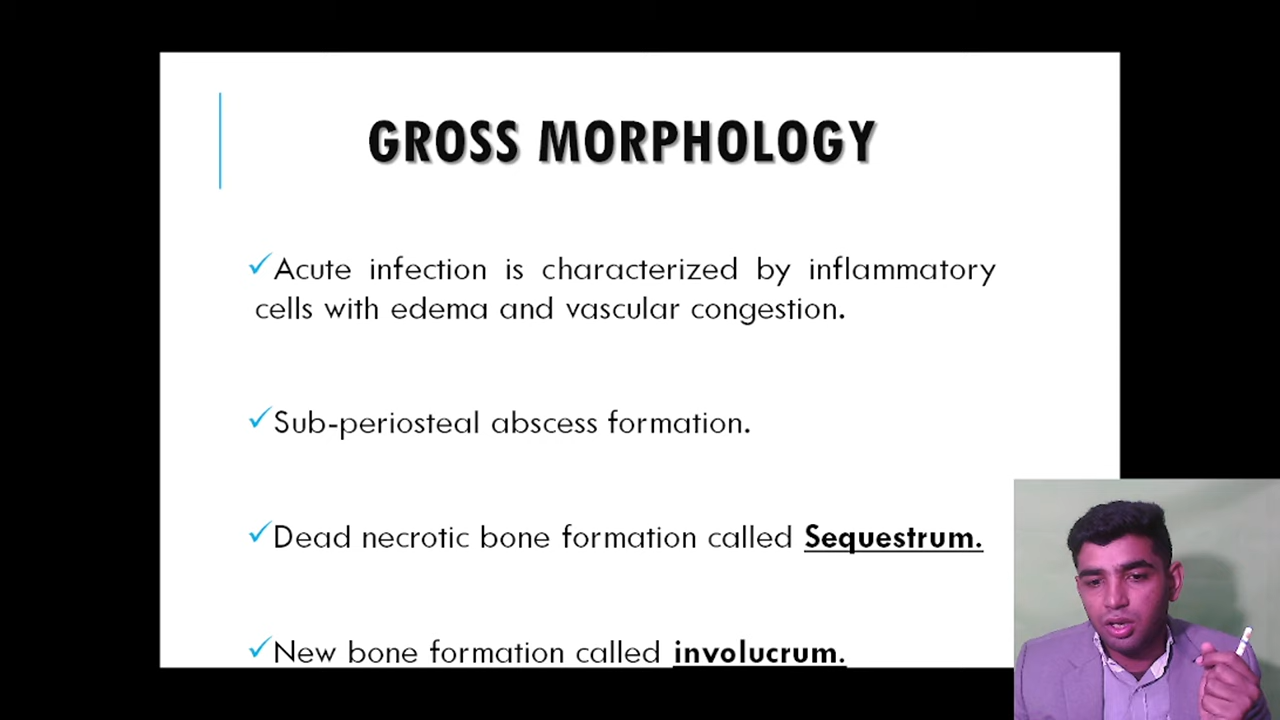 GROSS MORPHOLOGY
✓Acute infection is characterized by inflammatory
cells with edema and vascular congestion.
✓Sub-periosteal abscess formation.
✓Dead necrotic bone formation called Sequestrum.
✓New bone formation called involucrum.